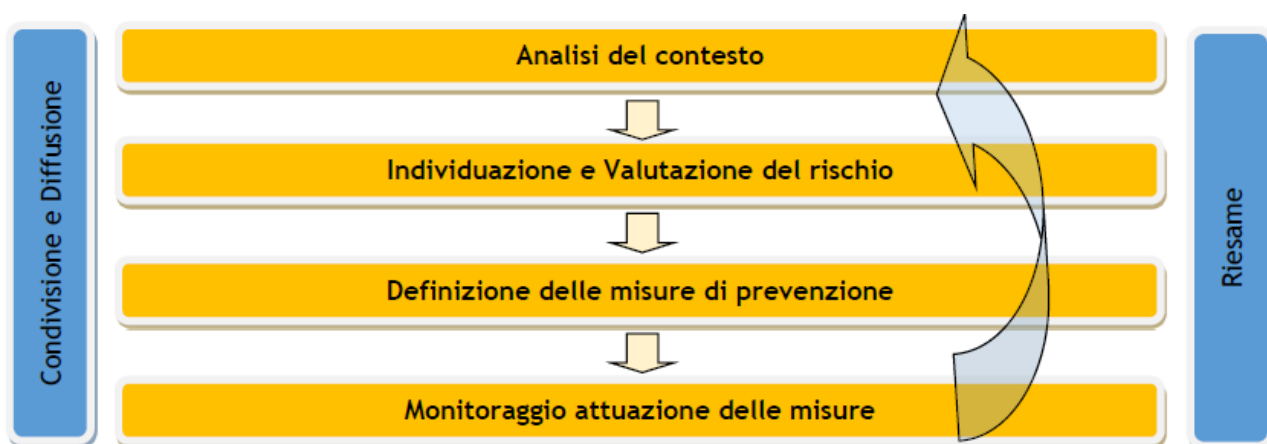 Condivisione e Diffusione
Analisi del contesto
Individuazione e Valutazione del rischio
Definizione delle misure di prevenzione
Monitoraggio attuazione delle misure
Riesame